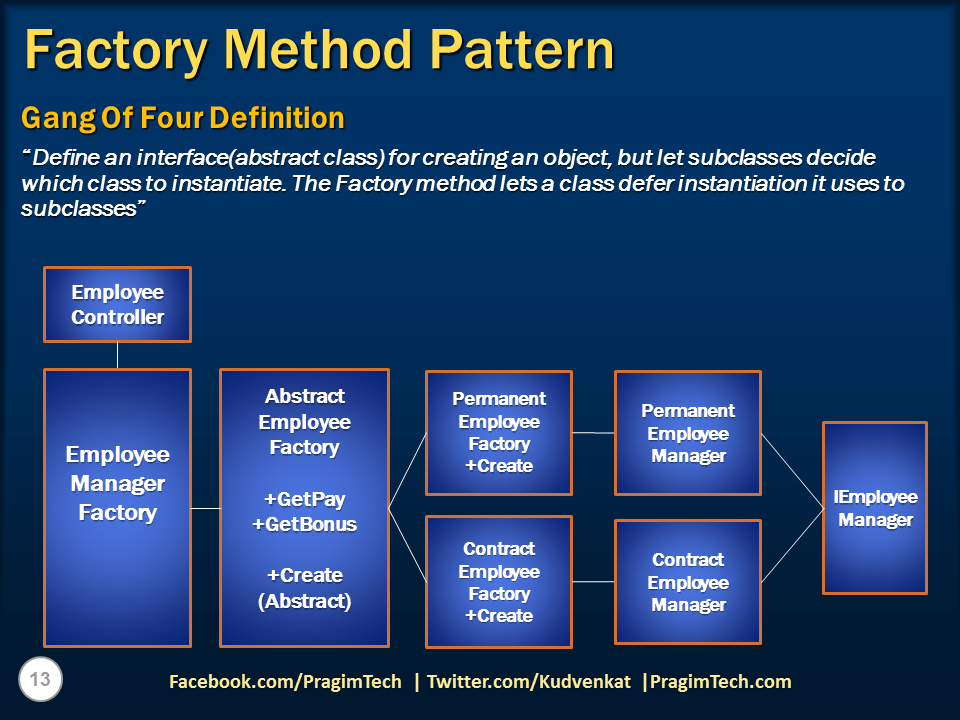 Factory Method Pattern
Gang Of Four Definition
“Define an interface(abstract class) for creating an object, but let subclasses decide
which class to instantiate. The Factory method lets a class defer instantiation it uses to
subclasses”
Employee
Controller
Employee
Manager
Factory
Abstract
Employee
Factory
+GetPay
+GetBonus
+Create
(Abstract)
Permanent
Employee
Factory
+Create
Permanent
Employee
Manager
Contract
Employee
Factory
+Create
Contract
Employee
Manager
IEmployee
Manager
13
Facebook.com/PragimTech | Twitter.com/Kudvenkat |PragimTech.com